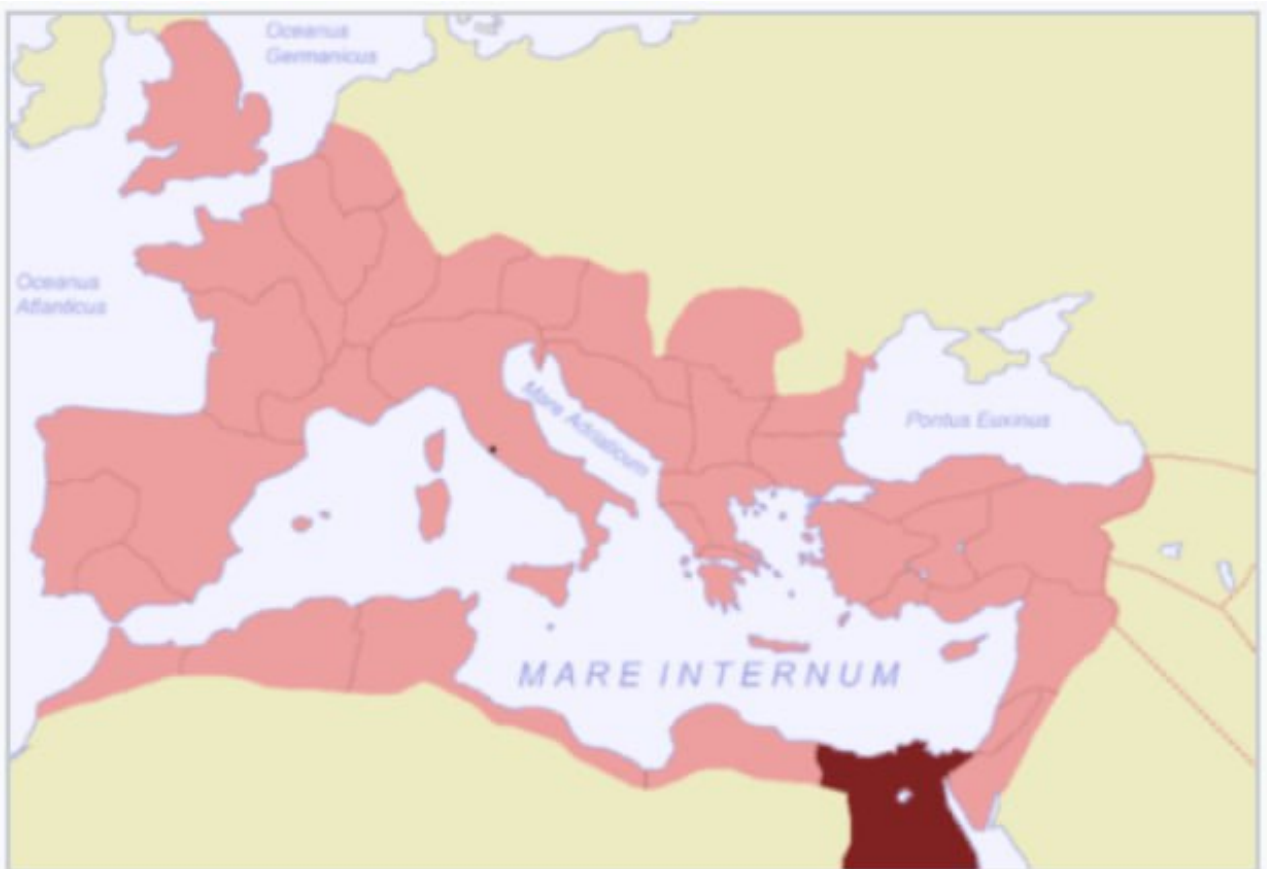 Oceanus
Germanicus
Oceanus
Atlanticus
Mare Adriaticum
Pontus Euxinus
MARE INTERNUM